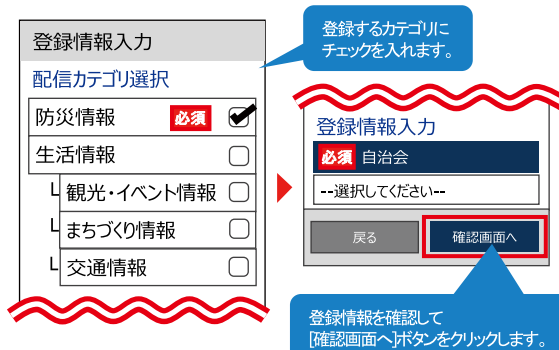 登録情報入力
配信カテゴリ選択
防災情報 必須
生活情報
└ 観光・イベント情報
└ まちづくり情報
└ 交通情報
登録するカテゴリに
チェックを入れます。
登録情報入力
必須 自治会
--選択してください--
戻る 確認画面へ
登録情報を確認して
[確認画面へ]ボタンをクリックします。